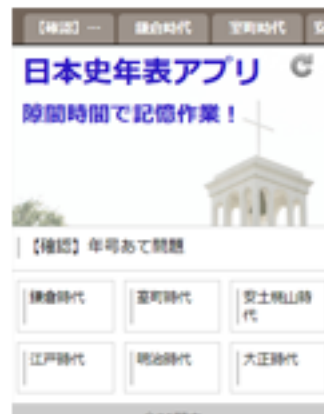 【確認】一 鎌倉時代 室町時代
日本史年表アプリ
隙間時間で記憶作業！
【確認】年号あて問題
鎌倉時代 室町時代 安土桃山時
代
江戸時代 明治時代 大正時代